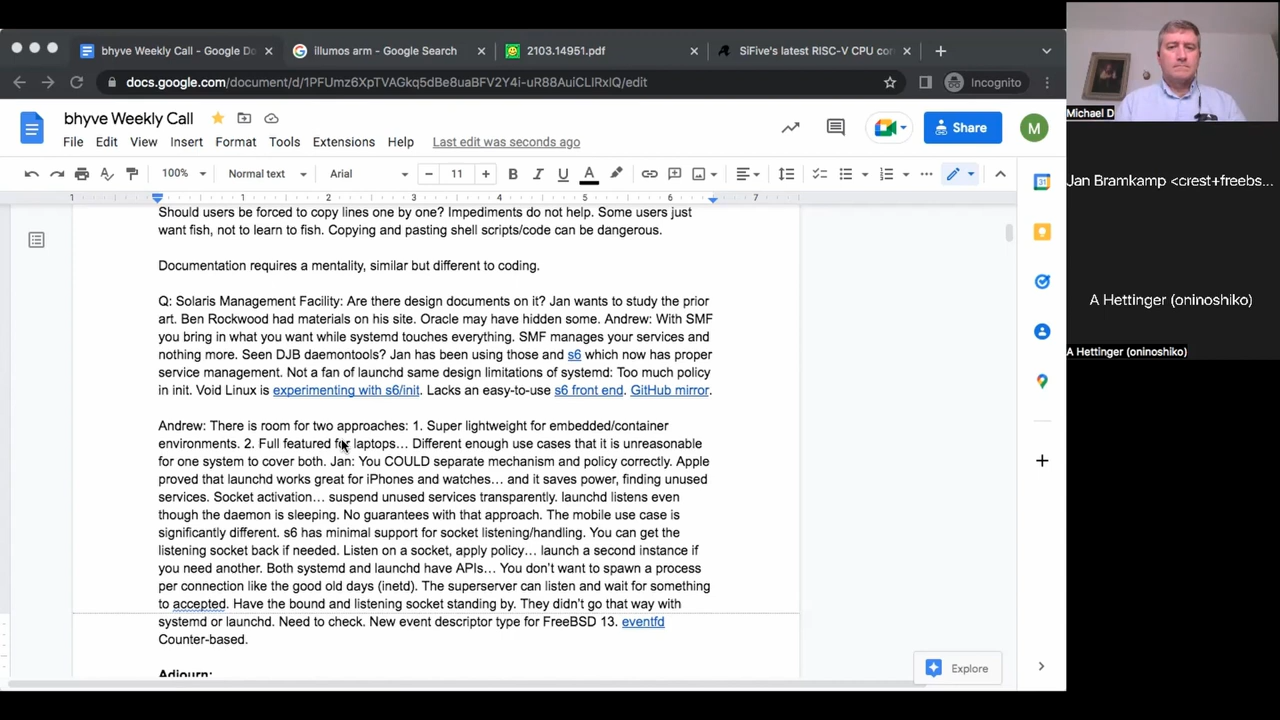 bhyve Weekly Call - Google Do
illumos arm - Google Search
2103.14951.pdf
SiFive's latest RISC-V CPU cor
docs.google.com/document/d/1PFUmz6XpTVAGkq5dBe8uaBFV2Y4i-uR88AuiCLIRxIQ/edit
Incognito
bhyve Weekly Call
File Edit View Insert Format Tools Extensions Help Last edit was seconds ago
Share
M
100% Normal text Arial 11 B I U A
1 1 2 3 4 5 6 7
Should users be forced to copy lines one by one? Impediments do not help. Some users just
want fish, not to learn to fish. Copying and pasting shell scripts/code can be dangerous.
Documentation requires a mentality, similar but different to coding.
Q: Solaris Management Facility: Are there design documents on it? Jan wants to study the prior
art. Ben Rockwood had materials on his site. Oracle may have hidden some. Andrew: With SMF
you bring in what you want while systemd touches everything. SMF manages your services and
nothing more. Seen DJB daemontools? Jan has been using those and s6 which now has proper
service management. Not a fan of launchd same design limitations of systemd: Too much policy
in init. Void Linux is experimenting with s6/init. Lacks an easy-to-use s6 front end. GitHub mirror.
Andrew: There is room for two approaches: 1. Super lightweight for embedded/container
environments. 2. Full featured for laptops… Different enough use cases that it is unreasonable
for one system to cover both. Jan: You COULD separate mechanism and policy correctly. Apple
proved that launchd works great for iPhones and watches… and it saves power, finding unused
services. Socket activation… suspend unused services transparently. launchd listens even
though the daemon is sleeping. No guarantees with that approach. The mobile use case is
significantly different. s6 has minimal support for socket listening/handling. You can get the
listening socket back if needed. Listen on a socket, apply policy… launch a second instance if
you need another. Both systemd and launchd have APIs… You don't want to spawn a process
per connection like the good old days (inetd). The superserver can listen and wait for something
to accepted. Have the bound and listening socket standing by. They didn't go that way with
systemd or launchd. Need to check. New event descriptor type for FreeBSD 13. eventfd
Counter-based.
Adjourn:
Explore
Michael D
Jan Bramkamp <crest+freebs...
A Hettinger (oninoshiko)
A Hettinger (oninoshiko)